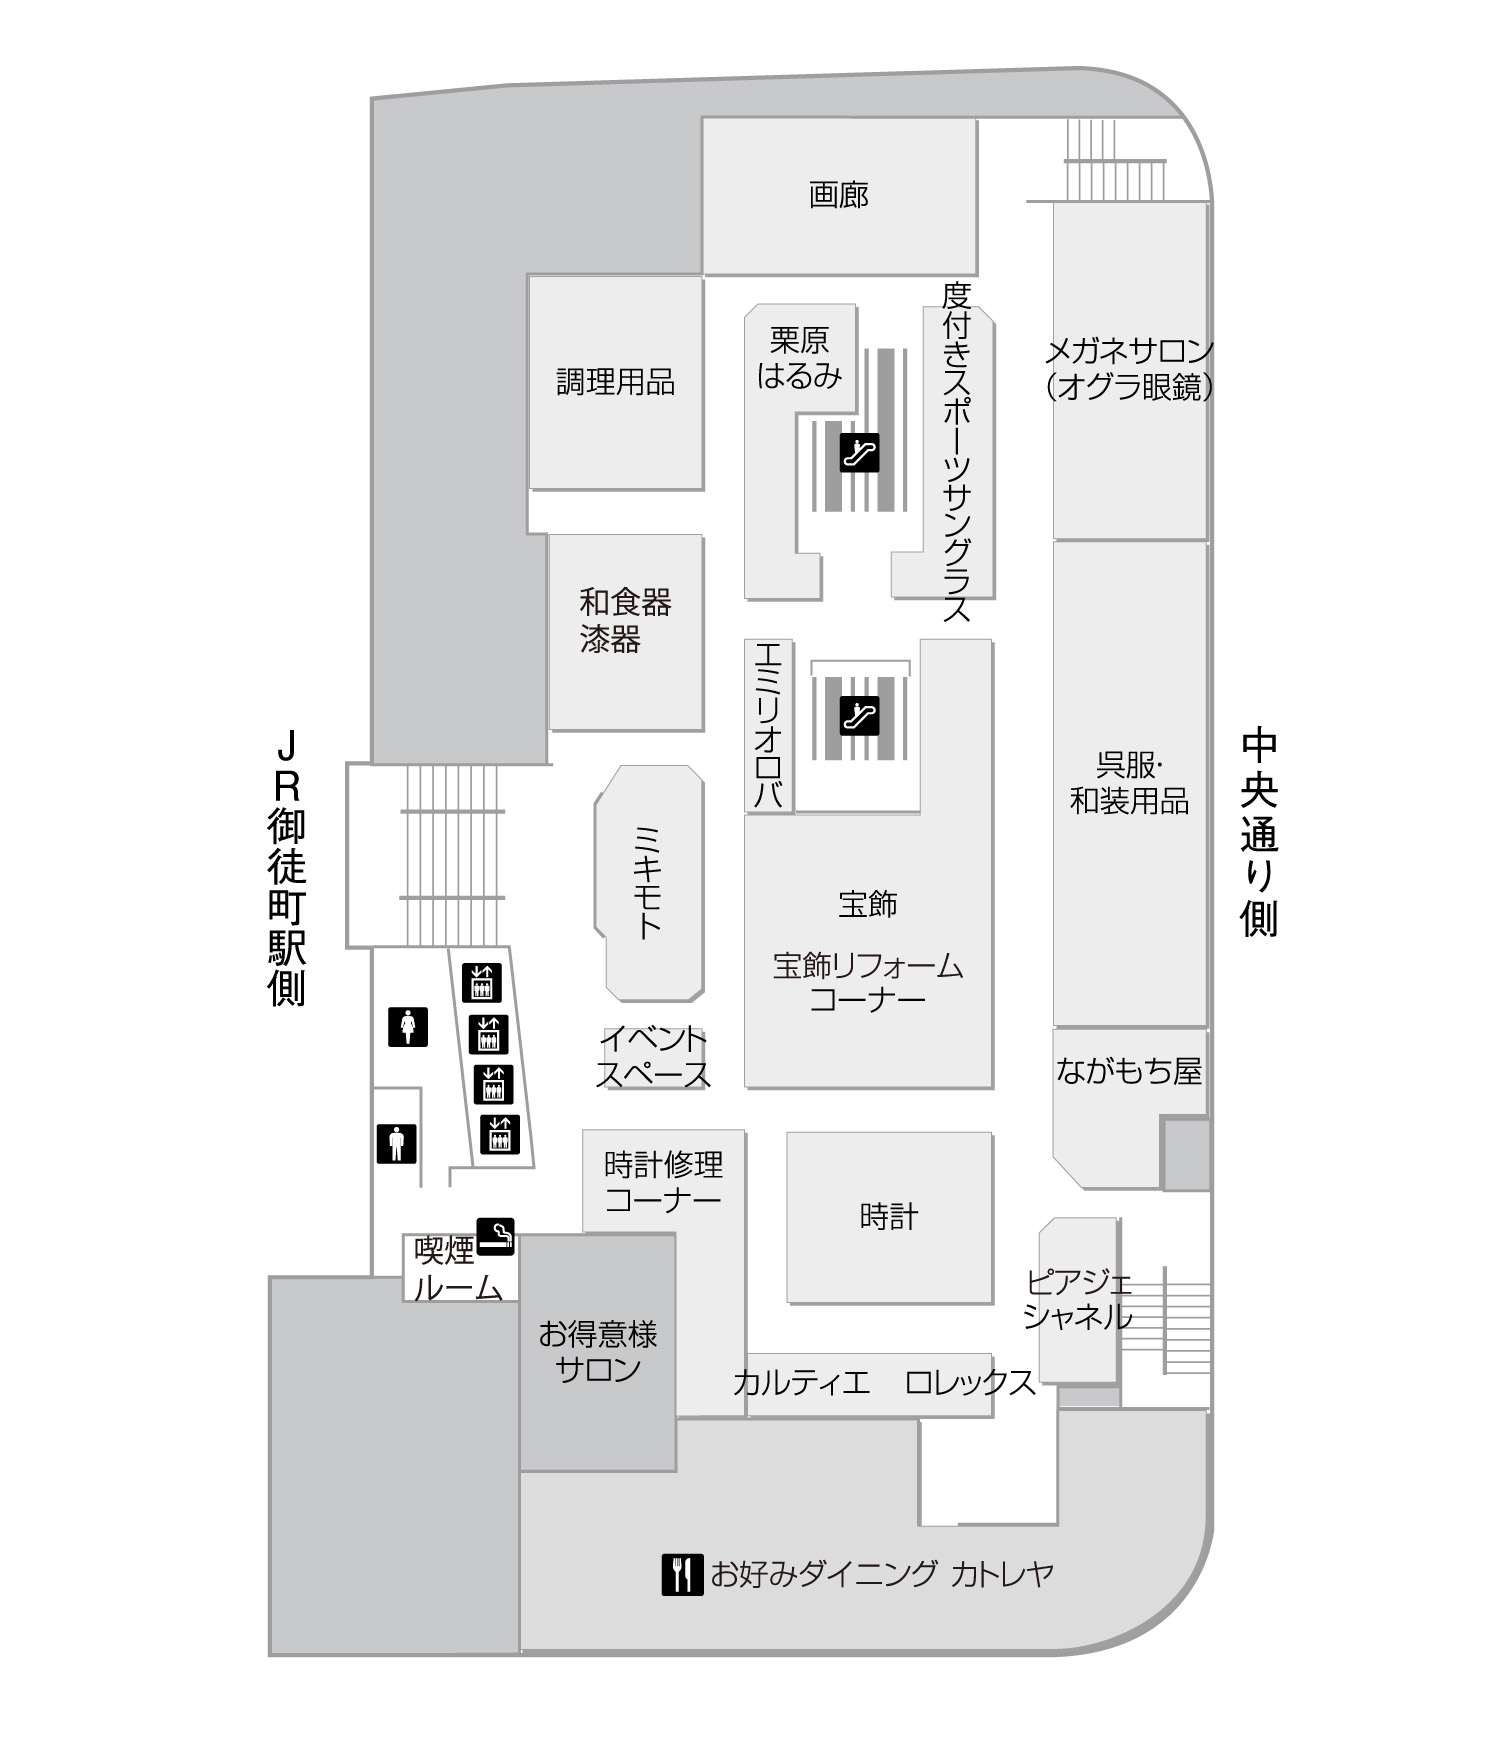 画廊
度付きスポーツサングラス
栗原
はるみ
メガネサロン
(オグラ眼鏡)
調理用品
和食器
漆器
エミリオロバ
JR御徒町駅側
中央通り側
呉服・
和装用品
ミキモト
宝飾
宝飾リフォーム
コーナー
イベント
スペース
ながもち屋
時計修理
コーナー
時計
喫煙
ルーム
ピアジェ
シャネル
お得意様
サロン
カルティエ ロレックス
お好みダイニング カトレヤ